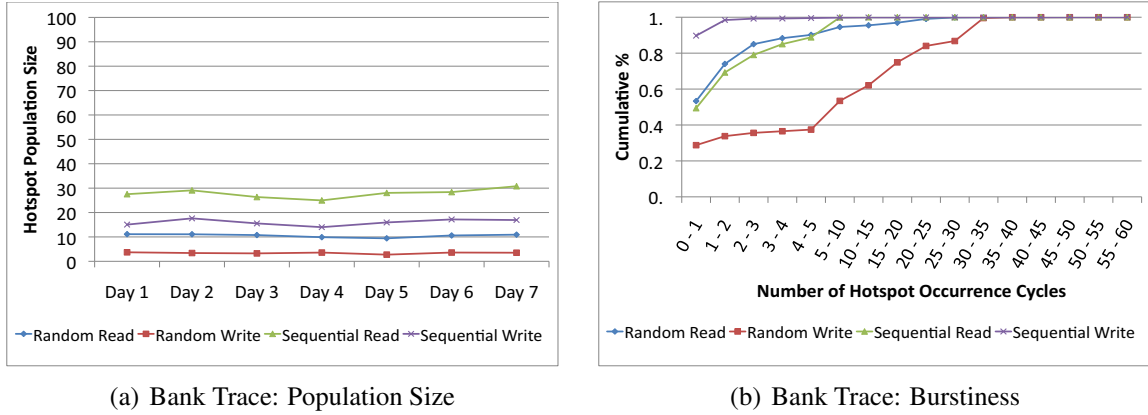 Hotspot Population Size
100
90
80
70
60
50
40
30
20
10
0
Day 1 Day 2 Day 3 Day 4 Day 5 Day 6 Day 7
Random Read Random Write Sequential Read Sequential Write
(a) Bank Trace: Population Size
Cumulative %
1.
0.8
0.6
0.4
0.2
0.
0 - 1
1 - 2
2 - 3
3 - 4
4 - 5
5 - 10
10 - 15
15 - 20
20 - 25
25 - 30
30 - 35
35 - 40
40 - 45
45 - 50
50 - 55
55 - 60
Number of Hotspot Occurrence Cycles
Random Read Random Write Sequential Read Sequential Write
(b) Bank Trace: Burstiness